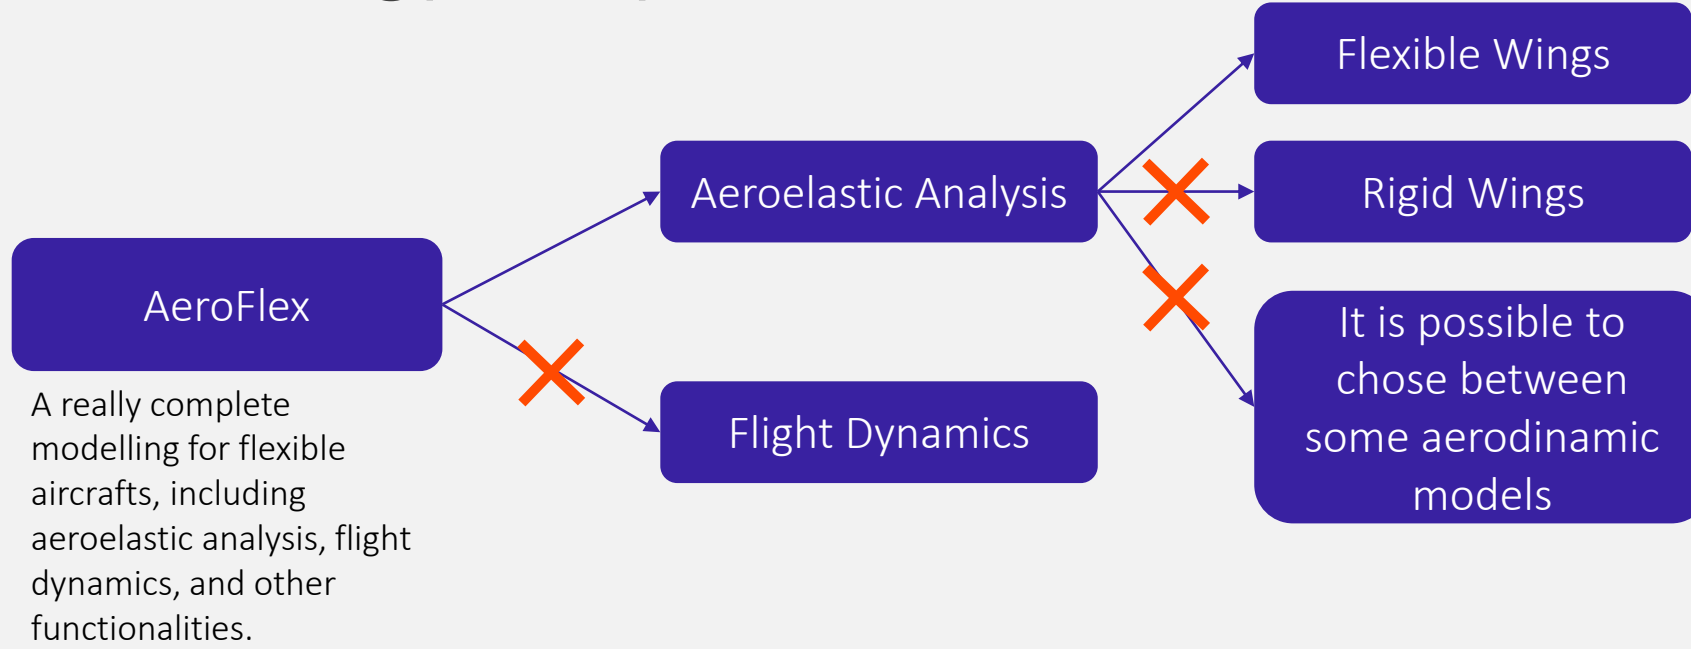 Flexible Wings
Aeroelastic Analysis
Rigid Wings
AeroFlex
It is possible to
chose between
some aerodinamic
models
Flight Dynamics
A really complete
modelling for flexible
aircrafts, including
aeroelastic analysis, flight
dynamics, and other
functionalities.